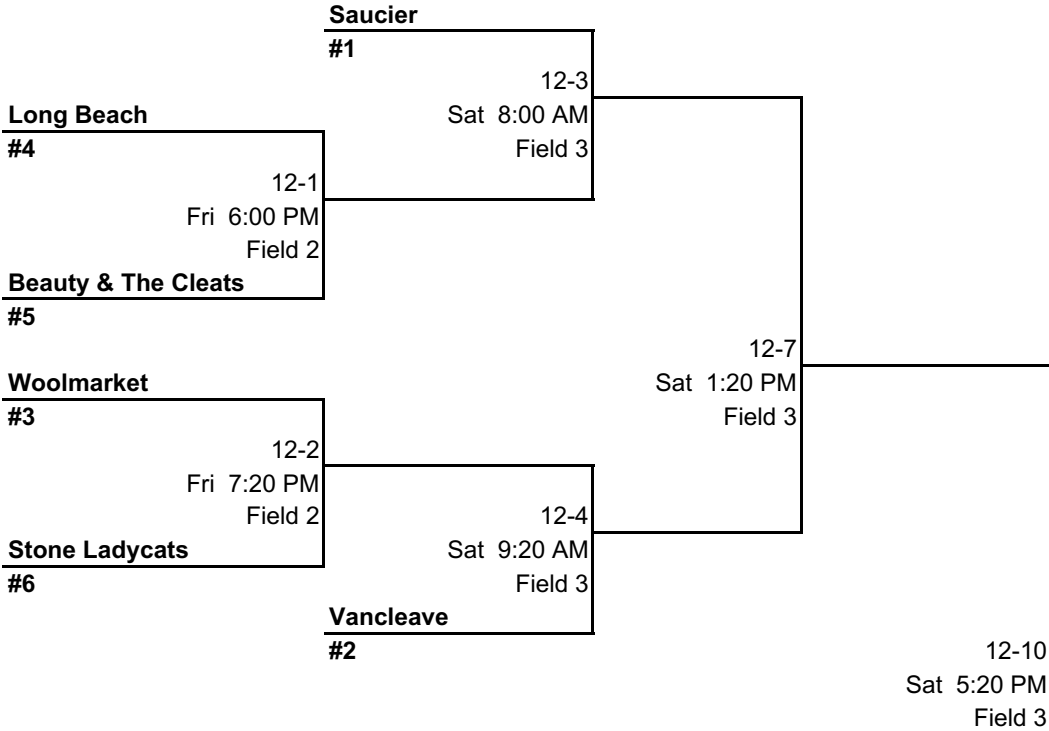 Saucier
#1
12-3
Sat  8:00 AM
Field 3
Long Beach
#4
12-1
Fri  6:00 PM
Field 2
Beauty & The Cleats
#5
Woolmarket
#3
12-2
Fri  7:20 PM
Field 2
Stone Ladycats
#6
12-4
Sat  9:20 AM
Field 3
Vancleave
#2
12-7
Sat  1:20 PM
Field 3
12-10
Sat  5:20 PM
Field 3